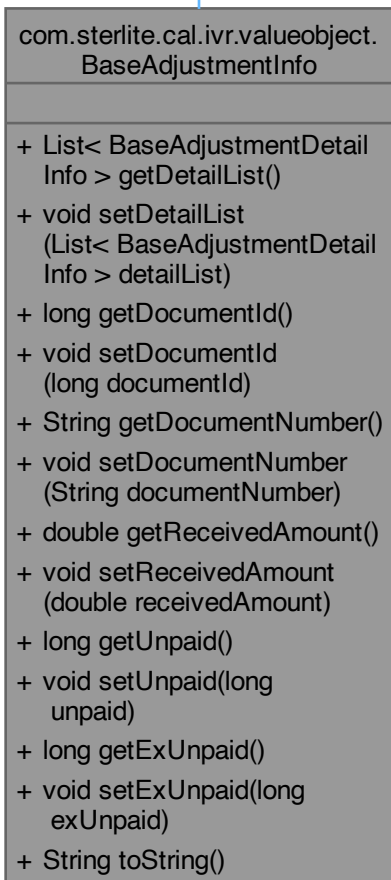 com.sterlite.cal.ivr.valueobject.
BaseAdjustmentInfo
+ List< BaseAdjustmentDetail
Info > getDetailList()
+ void setDetailList
(List< BaseAdjustmentDetail
Info > detailList)
+ long getDocumentId()
+ void setDocumentId
(long documentId)
+ String getDocumentNumber()
+ void setDocumentNumber
(String documentNumber)
+ double getReceivedAmount()
+ void setReceivedAmount
(double receivedAmount)
+ long getUnpaid()
+ void setUnpaid(long
unpaid)
+ long getExUnpaid()
+ void setExUnpaid(long
exUnpaid)
+ String toString()